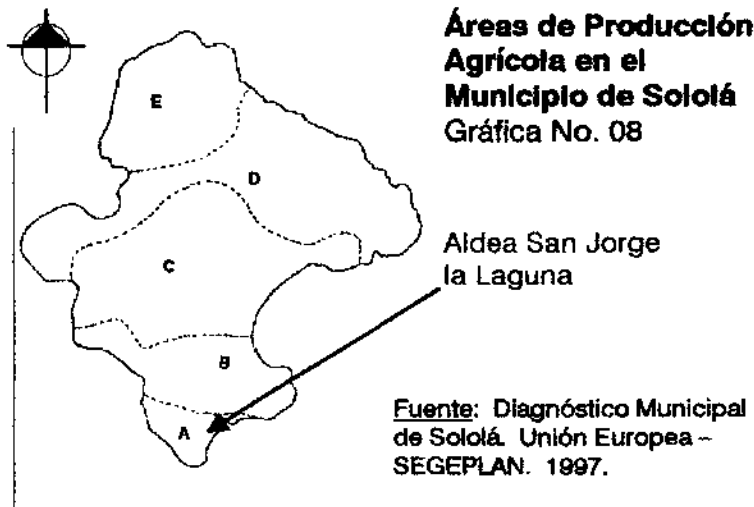 Áreas de Producción
Agrícola en el
Municipio de Sololá
Gráfica No. 08
E
D
Aldea San Jorge
la Laguna
C
B
A
Fuente: Diagnóstico Municipal
de Sololá. Unión Europea –
SEGEPLAN. 1997.